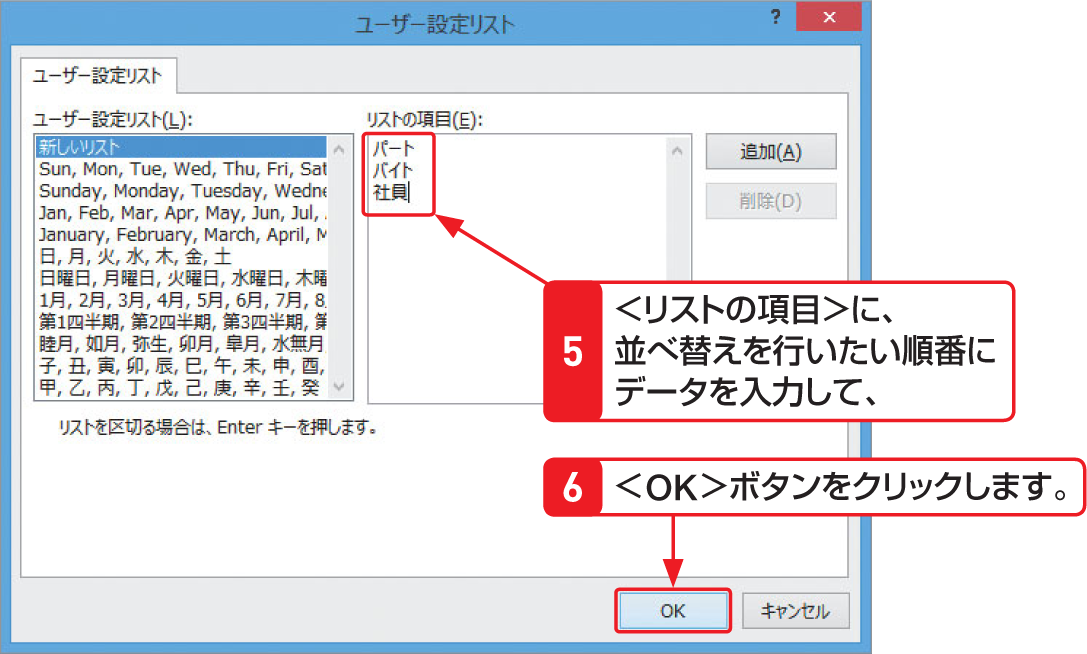 ユーザー設定リスト
?
ユーザー設定リスト
ユーザー設定リスト(L):
新しいリスト
Sun, Mon, Tue, Wed, Thu, Fri, Sat
Sunday, Monday, Tuesday, Wedne
Jan, Feb, Mar, Apr, May, Jun, Jul,
January, February, March, April, M
日, 月, 火, 水, 木, 金, 土
日曜日, 月曜日, 火曜日, 水曜日, 木曜
1月, 2月, 3月, 4月, 5月, 6月, 7月, 8
第1四半期, 第2四半期, 第3四半期, 第
睦月, 如月, 弥生, 卯月, 皐月, 水無月
子, 丑, 寅, 卯, 辰, 巳, 午, 未, 申, 酉,
甲, 乙, 丙, 丁, 戊, 己, 庚, 辛, 壬, 癸
リストの項目(E):
パート
バイト
社員
追加(A)
削除(D)
5
<リストの項目>に、
並べ替えを行いたい順番に
データを入力して、
リストを区切る場合は、Enter キーを押します。
6
<OK>ボタンをクリックします。
OK
キャンセル